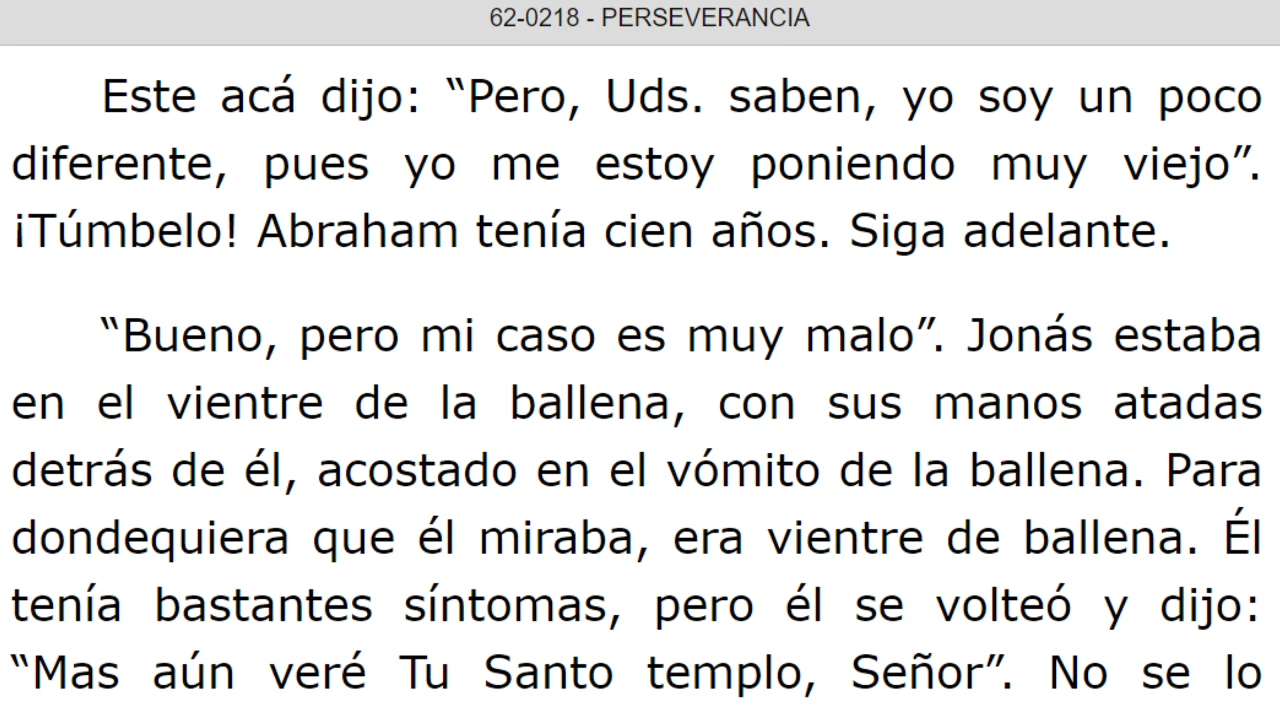 62-0218 - PERSEVERANCIA
Este acá dijo: “Pero, Uds. saben, yo soy un poco
diferente, pues yo me estoy poniendo muy viejo”.
¡Túmbelo! Abraham tenía cien años. Siga adelante.
“Bueno, pero mi caso es muy malo”. Jonás estaba
en el vientre de la ballena, con sus manos atadas
detrás de él, acostado en el vómito de la ballena. Para
dondequiera que él miraba, era vientre de ballena. Él
tenía bastantes síntomas, pero él se volteó y dijo:
“Mas aún veré Tu Santo templo, Señor”. No se lo